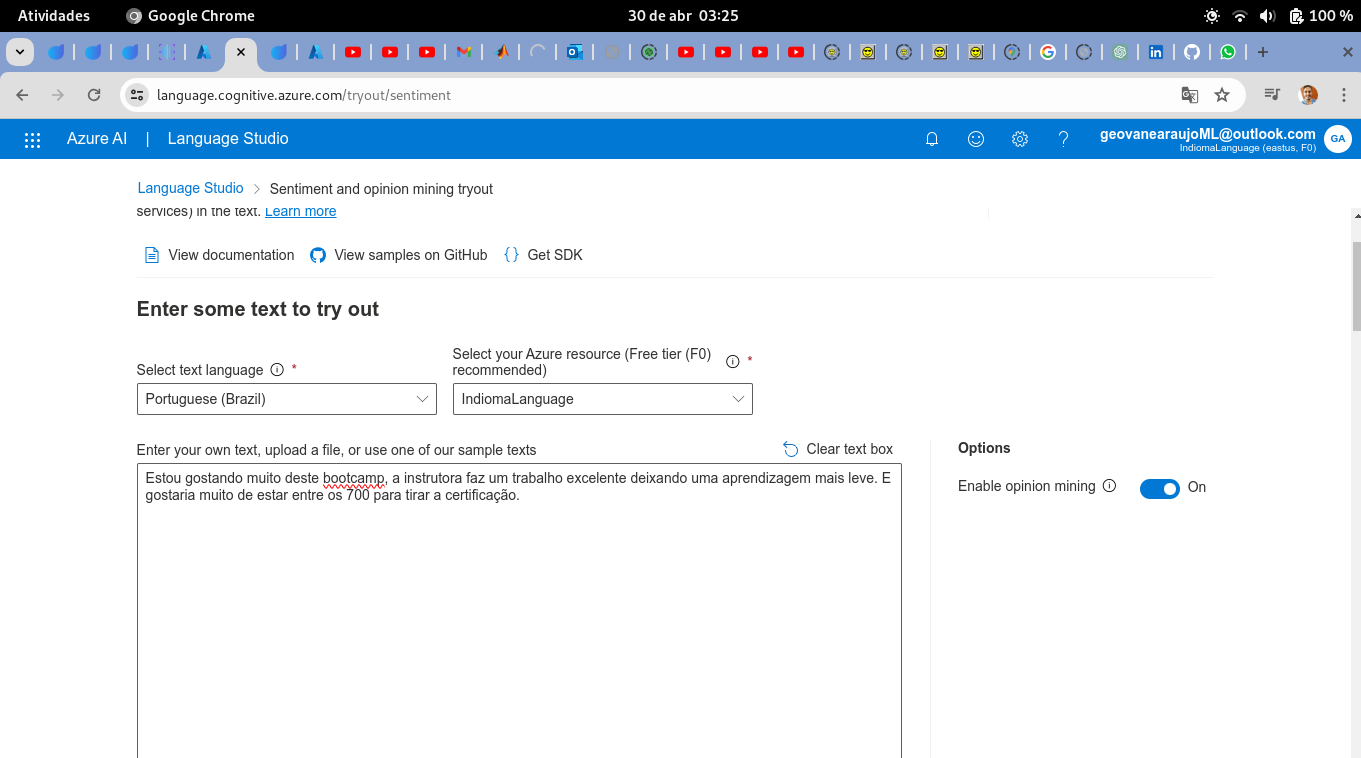 Atividades Google Chrome 30 de abr 03:25 100 %
language.cognitive.azure.com/tryout/sentiment
Azure AI | Language Studio
geovanearaujoML@outlook.com
IndiomaLanguage (eastus, F0)
GA
Language Studio > Sentiment and opinion mining tryout
services) in the text. Learn more
View documentation View samples on GitHub {} Get SDK
Enter some text to try out
Select text language *
Select your Azure resource (Free tier (F0) recommended) *
Portuguese (Brazil)
IndiomaLanguage
Enter your own text, upload a file, or use one of our sample texts
Clear text box
Estou gostando muito deste bootcamp, a instrutora faz um trabalho excelente deixando uma aprendizagem mais leve. E
gostaria muito de estar entre os 700 para tirar a certificação.
Options
Enable opinion mining On